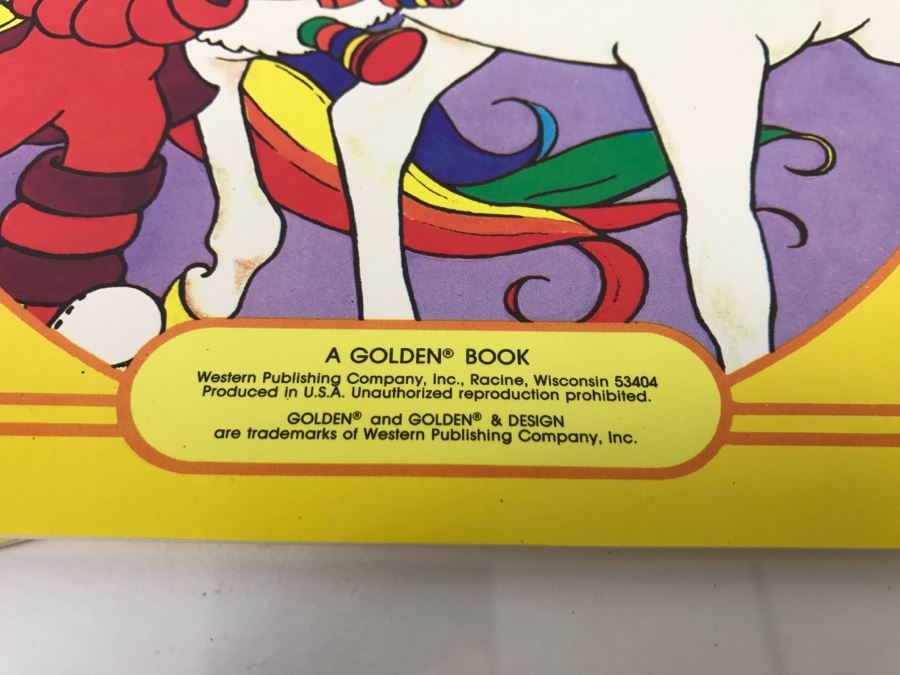 A GOLDEN® BOOK
Western Publishing Company, Inc., Racine, Wisconsin 53404
Produced in U.S.A. Unauthorized reproduction prohibited.
GOLDEN® and GOLDEN® & DESIGN
are trademarks of Western Publishing Company, Inc.